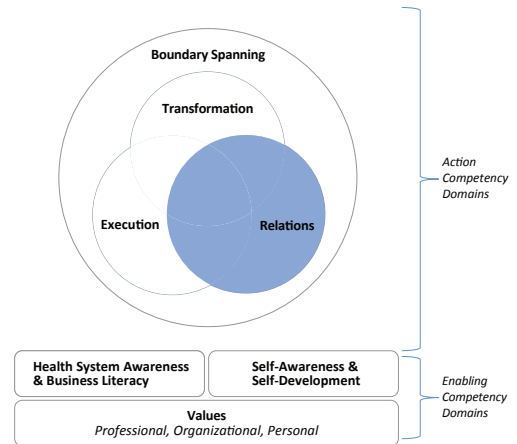 Boundary Spanning
Transformation
Execution
Relations
Action
Competency
Domains
Health System Awareness
& Business Literacy
Self-Awareness &
Self-Development
Values
Professional, Organizational, Personal
Enabling
Competency
Domains